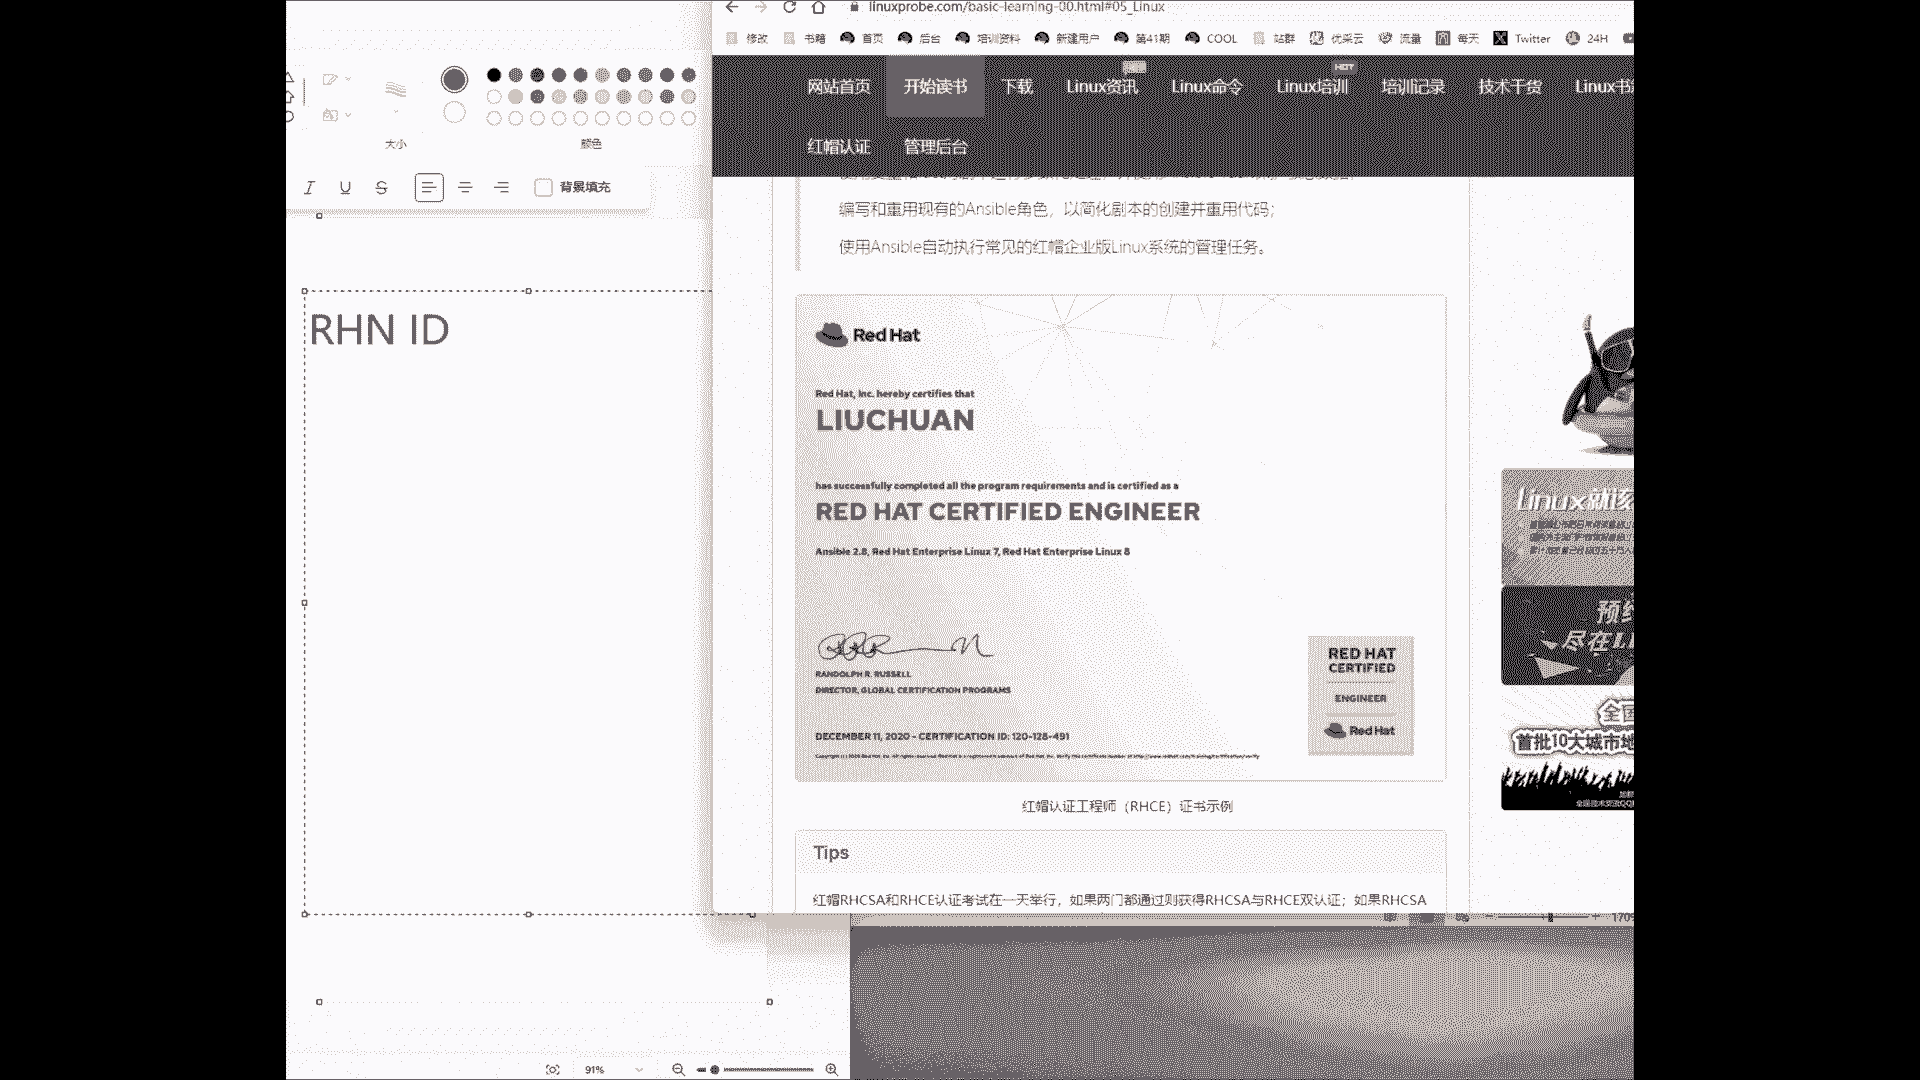 linuxprobe.com/basic-learning-00.html#05_Linux
修改 书籍 首页 后台 培训资料 新建用户 第41期 COOL 站群 优采云 流量 每天 Twitter 24H
网站首页 开始读书 下载 Linux资讯 Linux命令 Linux培训 HOT 培训记录 技术干货 Linux书
红帽认证 管理后台
大小 颜色
背景填充
编写和重用现有的Ansible角色，以简化剧本的创建并重用代码；
使用Ansible自动执行常见的红帽企业版Linux系统的管理任务。
RHN ID
Red Hat
Red Hat, Inc. hereby certifies that
LIUCHUAN
has successfully completed all the program requirements and is certified as a
RED HAT CERTIFIED ENGINEER
Ansible 2.8, Red Hat Enterprise Linux 7, Red Hat Enterprise Linux 8
RANDOLPH R. RUSSELL
DIRECTOR, GLOBAL CERTIFICATION PROGRAMS
DECEMBER 11, 2020 - CERTIFICATION ID: 120-128-491
RED HAT
CERTIFIED
ENGINEER
Red Hat
红帽认证工程师（RHCE）证书示例
Tips
红帽RHCSA和RHCE认证考试在一天举行，如果两门都通过则获得RHCSA与RHCE双认证；如果RHCSA
Linux就该
预约
尽在LI
全国
首批10大城市地
91%
170%